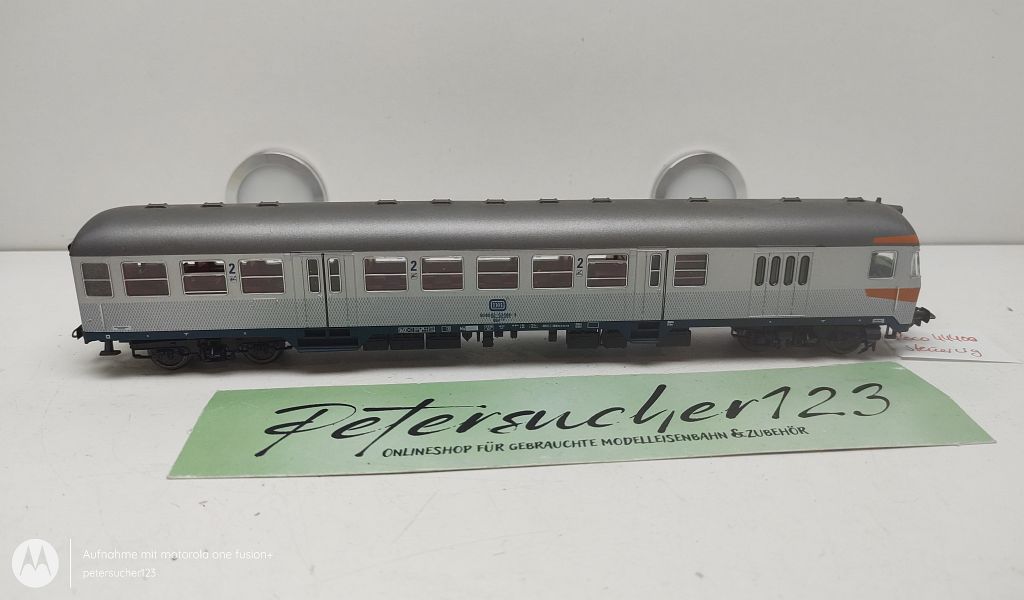 2
2
2
DB
Petersucher123
ONLINESHOP FÜR GEBRAUCHTE MODELLEISENBAHN & ZUBEHÖR
Aufnahme mit motorola one fusion+
petersucher123